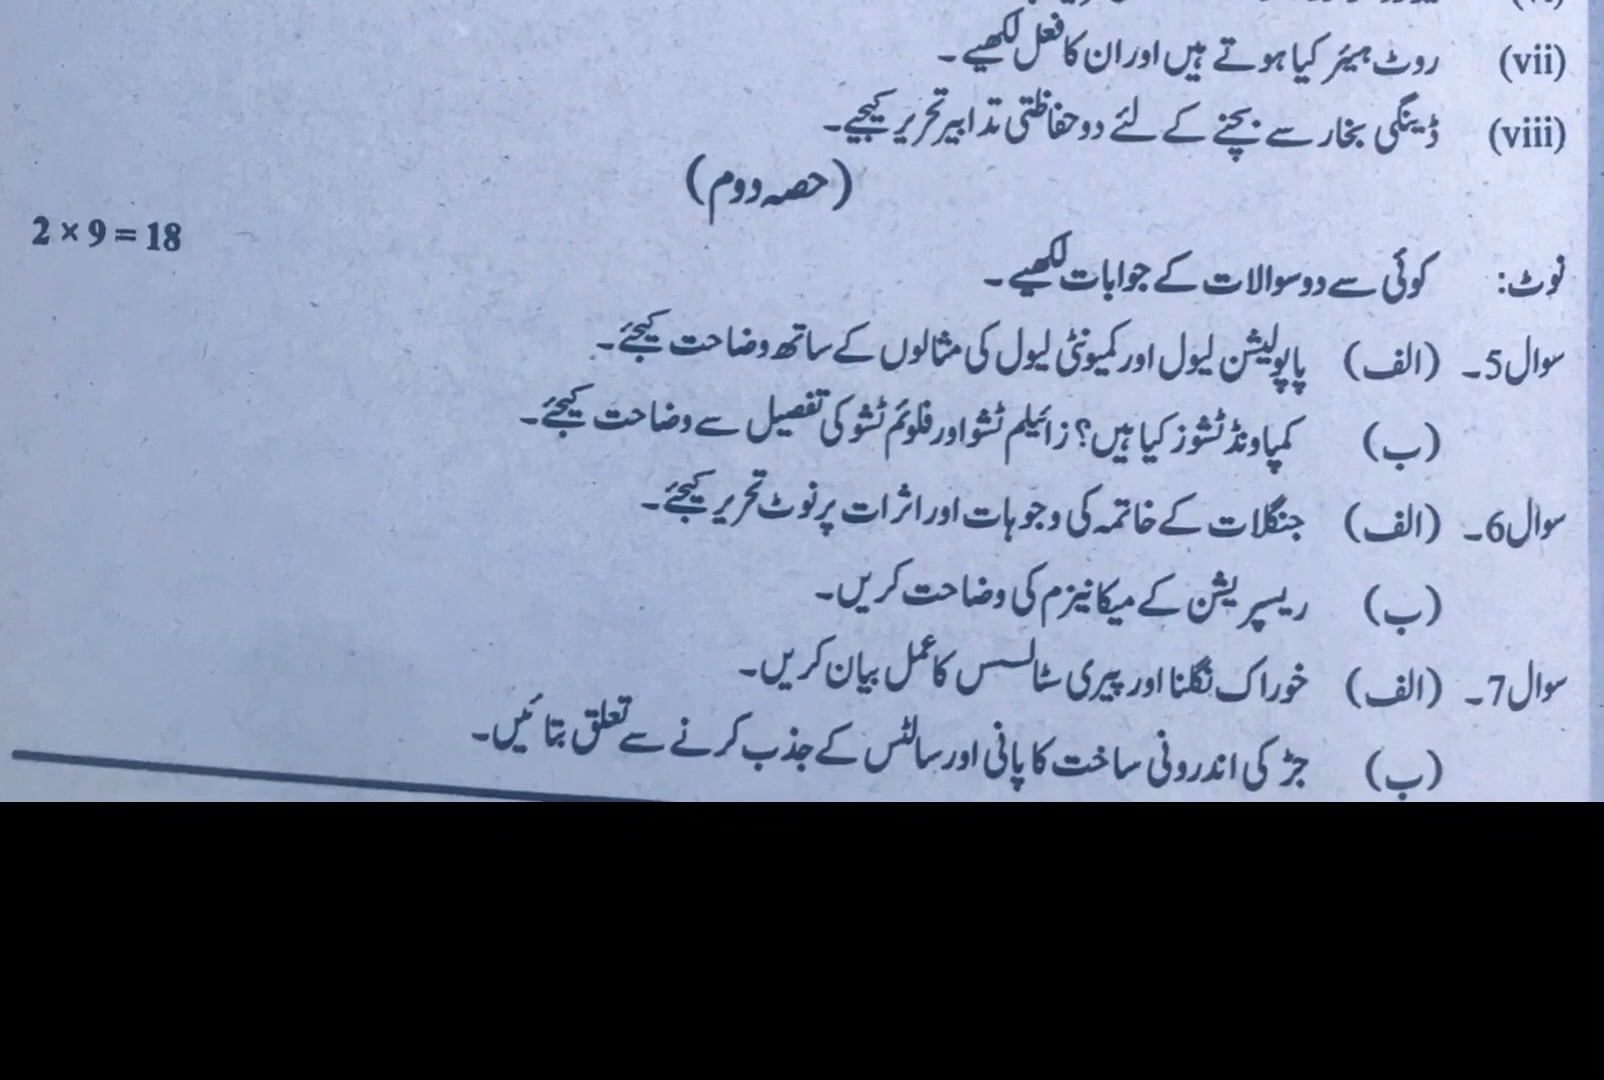 (vii) روٹ ہیئر کیا ہوتے ہیں اور ان کا فعل لکھیے۔
(viii) ڈینگی بخار سے بچنے کے لئے دو حفاظتی تدابیر تحریر کیجیے۔
(حصہ دوم)
2 × 9 = 18
نوٹ: کوئی سے دو سوالات کے جوابات لکھیے۔
سوال 5۔ (الف) پاپولیشن لیول اور کمیونٹی لیول کی مثالوں کے ساتھ وضاحت کیجئے۔
(ب) کمپاونڈ ٹشوز کیا ہیں؟ زائیلم ٹشو اور فلوئم ٹشو کی تفصیل سے وضاحت کیجئے۔
سوال 6۔ (الف) جنگلات کے خاتمہ کی وجوہات اور اثرات پر نوٹ تحریر کیجئے۔
(ب) ریسپریشن کے میکانیزم کی وضاحت کریں۔
سوال 7۔ (الف) خوراک نگلنا اور پیری سٹالسس کا عمل بیان کریں۔
(ب) جڑ کی اندرونی ساخت کا پانی اور سالٹس کے جذب کرنے سے تعلق بتائیں۔